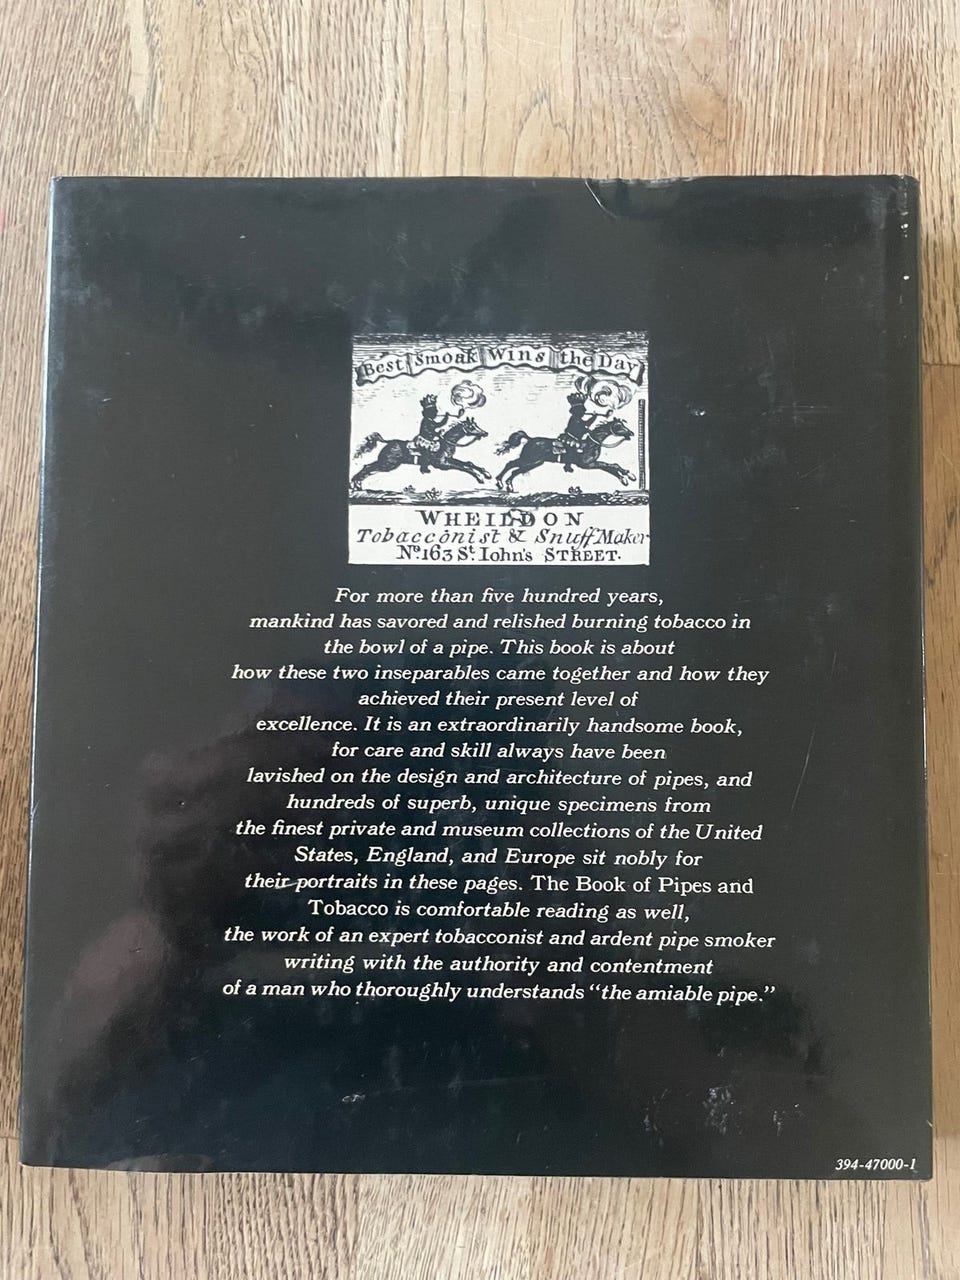 Best Smoak Wins the Day
WHEILDON
Tobacconist & Snuff Maker
No. 163 St. Iohn's STREET.
For more than five hundred years,
mankind has savored and relished burning tobacco in
the bowl of a pipe. This book is about
how these two inseparables came together and how they
achieved their present level of
excellence. It is an extraordinarily handsome book,
for care and skill always have been
lavished on the design and architecture of pipes, and
hundreds of superb, unique specimens from
the finest private and museum collections of the United
States, England, and Europe sit nobly for
their portraits in these pages. The Book of Pipes and
Tobacco is comfortable reading as well,
the work of an expert tobacconist and ardent pipe smoker
writing with the authority and contentment
of a man who thoroughly understands “the amiable pipe.”
394-47000-1